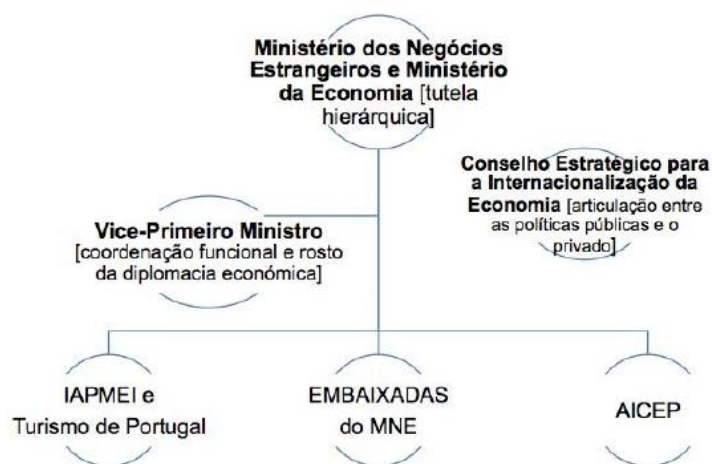 Ministério dos Negócios
Estrangeiros e Ministério
da Economia [tutela
hierárquica]
Conselho Estratégico para
a Internacionalização da
Economia [articulação entre
as políticas públicas e o
privado]
Vice-Primeiro Ministro
[coordenação funcional e rosto
da diplomacia económica]
IAPMEI e
Turismo de Portugal
EMBAIXADAS
do MNE
AICEP